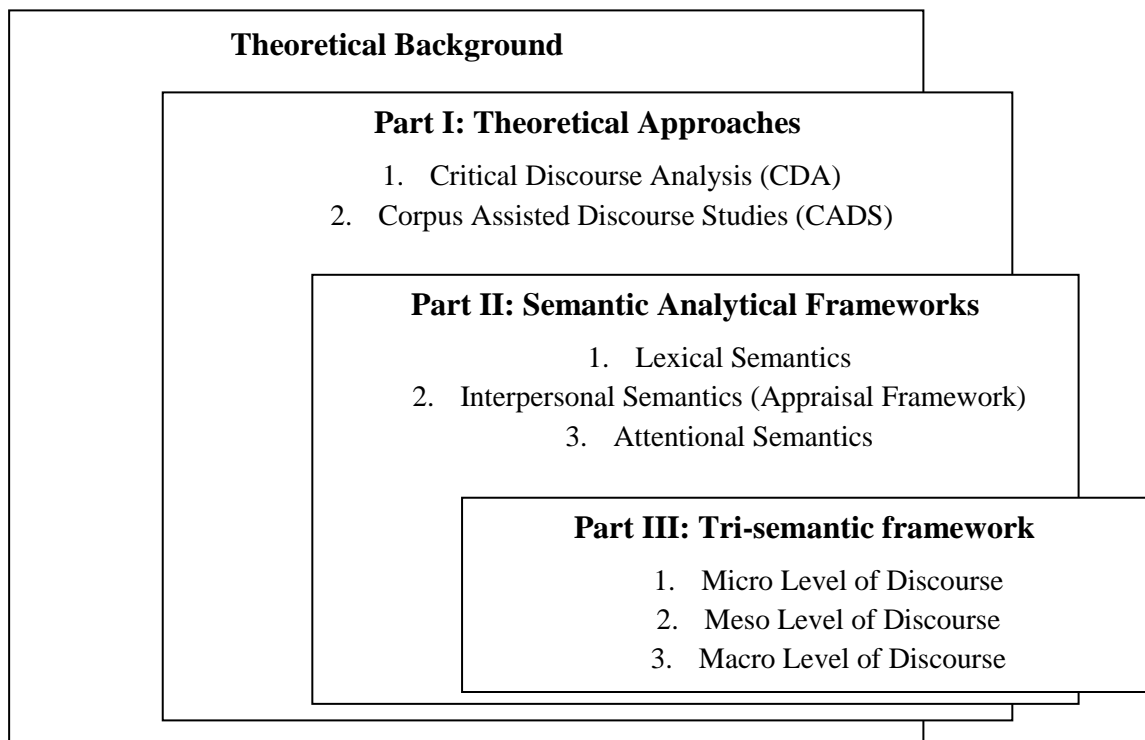 Theoretical Background
Part I: Theoretical Approaches
1. Critical Discourse Analysis (CDA)
2. Corpus Assisted Discourse Studies (CADS)
Part II: Semantic Analytical Frameworks
1. Lexical Semantics
2. Interpersonal Semantics (Appraisal Framework)
3. Attentional Semantics
Part III: Tri-semantic framework
1. Micro Level of Discourse
2. Meso Level of Discourse
3. Macro Level of Discourse